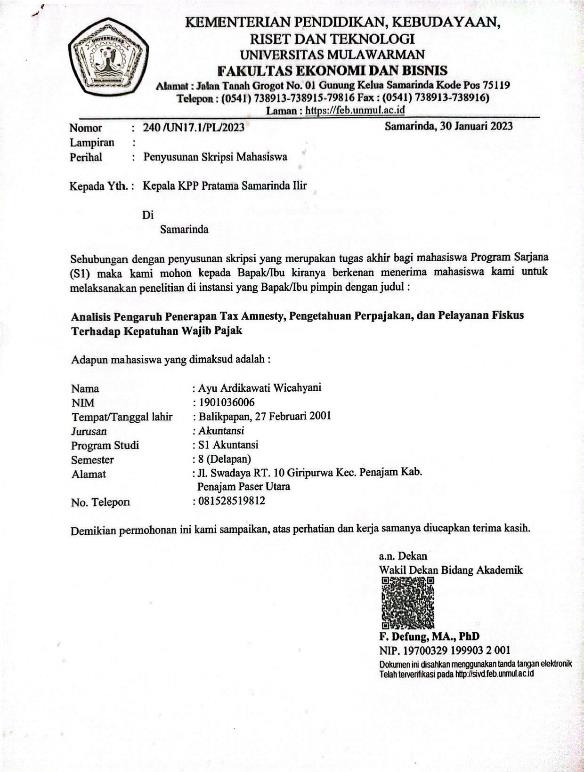 KEMENTERIAN PENDIDIKAN, KEBUDAYAAN,
RISET DAN TEKNOLOGI
UNIVERSITAS MULAWARMAN
FAKULTAS EKONOMI DAN BISNIS
Alamat : Jalan Tanah Grogot No. 01 Gunung Kelua Samarinda Kode Pos 75119
Telepon : (0541) 738913-738915-79816 Fax : (0541) 738913-738916)
Laman : https://feb.unmul.ac.id
Nomor : 240 /UN17.1/PL/2023 Samarinda, 30 Januari 2023
Lampiran :
Perihal : Penyusunan Skripsi Mahasiswa
Kepada Yth. : Kepala KPP Pratama Samarinda Ilir
Di
Samarinda
Sehubungan dengan penyusunan skripsi yang merupakan tugas akhir bagi mahasiswa Program Sarjana
(S1) maka kami mohon kepada Bapak/Ibu kiranya berkenan menerima mahasiswa kami untuk
melaksanakan penelitian di instansi yang Bapak/Ibu pimpin dengan judul :
Analisis Pengaruh Penerapan Tax Amnesty, Pengetahuan Perpajakan, dan Pelayanan Fiskus
Terhadap Kepatuhan Wajib Pajak
Adapun mahasiswa yang dimaksud adalah :
Nama : Ayu Ardikawati Wicahyani
NIM : 1901036006
Tempat/Tanggal lahir : Balikpapan, 27 Februari 2001
Jurusan : Akuntansi
Program Studi : S1 Akuntansi
Semester : 8 (Delapan)
Alamat : Jl. Swadaya RT. 10 Giripurwa Kec. Penajam Kab.
Penajam Paser Utara
No. Telepon : 081528519812
Demikian permohonan ini kami sampaikan, atas perhatian dan kerja samanya diucapkan terima kasih.
a.n. Dekan
Wakil Dekan Bidang Akademik
F. Defung, MA., PhD
NIP. 19700329 199903 2 001
Dokumen ini disahkan menggunakan tanda tangan elektronik
Telah terverifikasi pada http://sivd.feb.unmul.ac.id